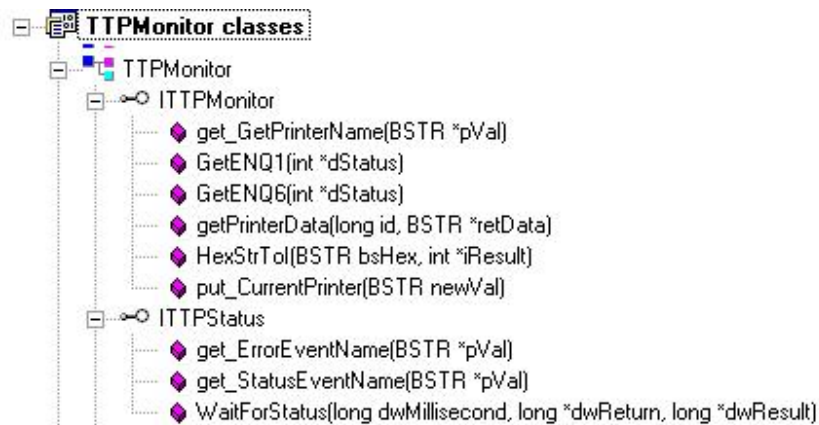 TTPMonitor classes
TTPMonitor
ITTPMonitor
get_GetPrinterName(BSTR *pVal)
GetENQ1(int *dStatus)
GetENQ6(int *dStatus)
getPrinterData(long id, BSTR *retData)
HexStrToI(BSTR bsHex, int *iResult)
put_CurrentPrinter(BSTR newVal)
ITTPStatus
get_ErrorEventName(BSTR *pVal)
get_StatusEventName(BSTR *pVal)
WaitForStatus(long dwMillisecond, long *dwReturn, long *dwResult)